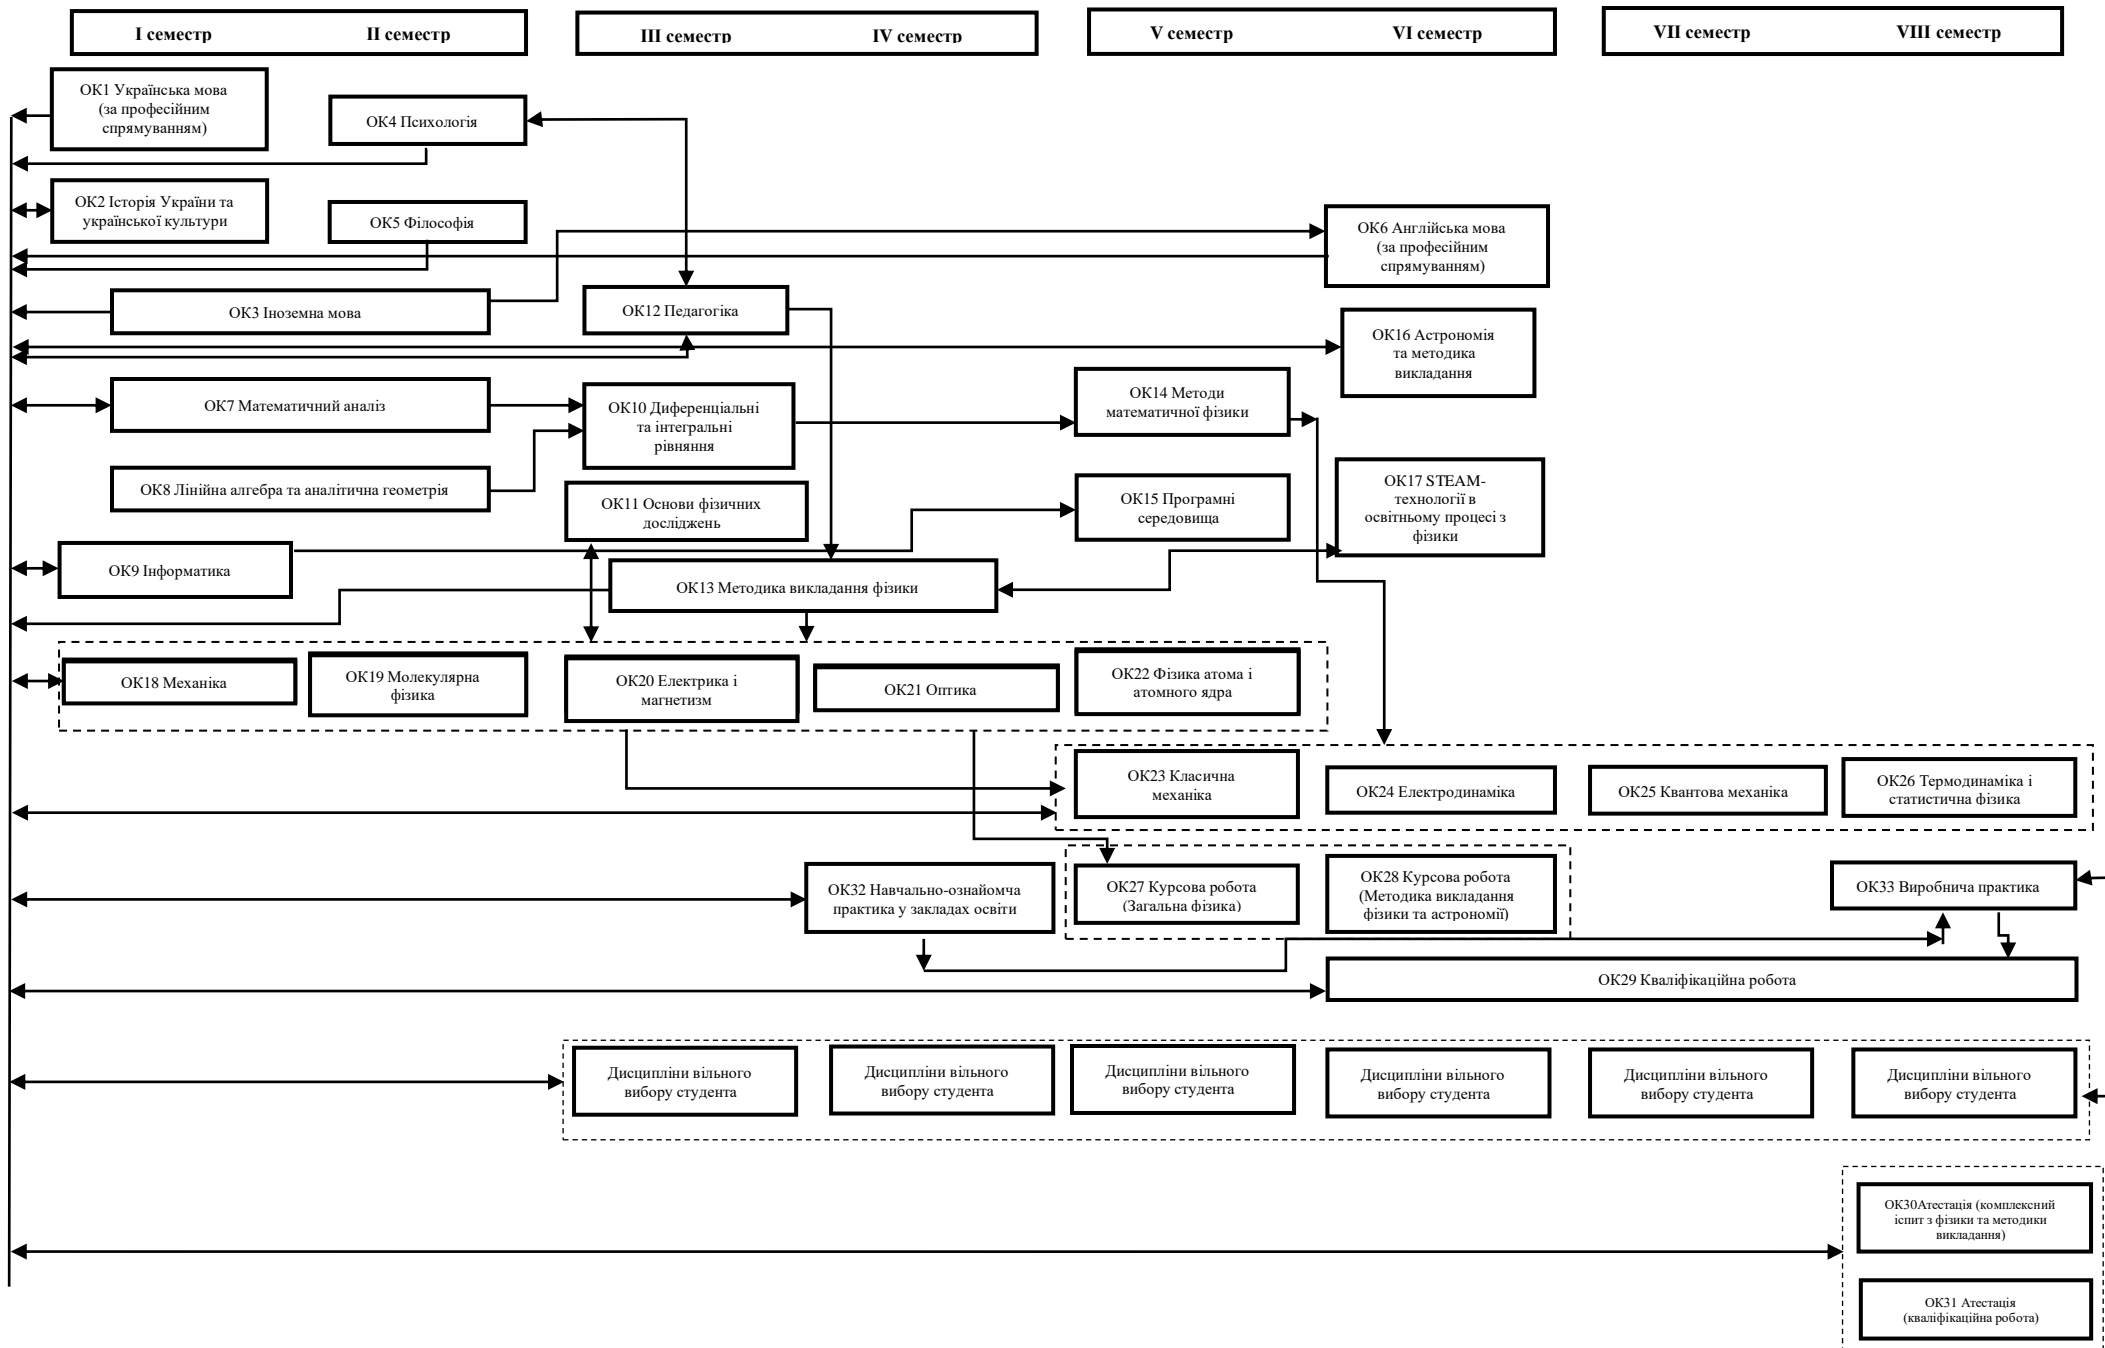 І семестр
ІІ семестр
ІІІ семестр
ІV семестр
V семестр
VІ семестр
VІІ семестр
VІІІ семестр
ОК1 Українська мова
(за професійним
спрямуванням)
ОК4 Психологія
ОК2 Історія України та
української культури
ОК5 Філософія
ОК6 Англійська мова
(за професійним
спрямуванням)
ОК3 Іноземна мова
ОК12 Педагогіка
ОК16 Астрономія
та методика
викладання
ОК7 Математичний аналіз
ОК10 Диференціальні
та інтегральні
рівняння
ОК14 Методи
математичної фізики
ОК8 Лінійна алгебра та аналітична геометрія
ОК11 Основи фізичних
досліджень
ОК15 Програмні
середовища
ОК17 STEAM-
технології в
освітньому процесі з
фізики
ОК9 Інформатика
ОК13 Методика викладання фізики
ОК18 Механіка
ОК19 Молекулярна
фізика
ОК20 Електрика і
магнетизм
ОК21 Оптика
ОК22 Фізика атома і
атомного ядра
ОК23 Класична
механіка
ОК24 Електродинаміка
ОК25 Квантова механіка
ОК26 Термодинаміка і
статистична фізика
ОК32 Навчально-ознайомча
практика у закладах освіти
ОК27 Курсова робота
(Загальна фізика)
ОК28 Курсова робота
(Методика викладання
фізики та астрономії)
ОК33 Виробнича практика
ОК29 Кваліфікаційна робота
Дисципліни вільного
вибору студента
Дисципліни вільного
вибору студента
Дисципліни вільного
вибору студента
Дисципліни вільного
вибору студента
Дисципліни вільного
вибору студента
Дисципліни вільного
вибору студента
ОК30Атестація (комплексний
іспит з фізики та методики
викладання)
ОК31 Атестація
(кваліфікаційна робота)